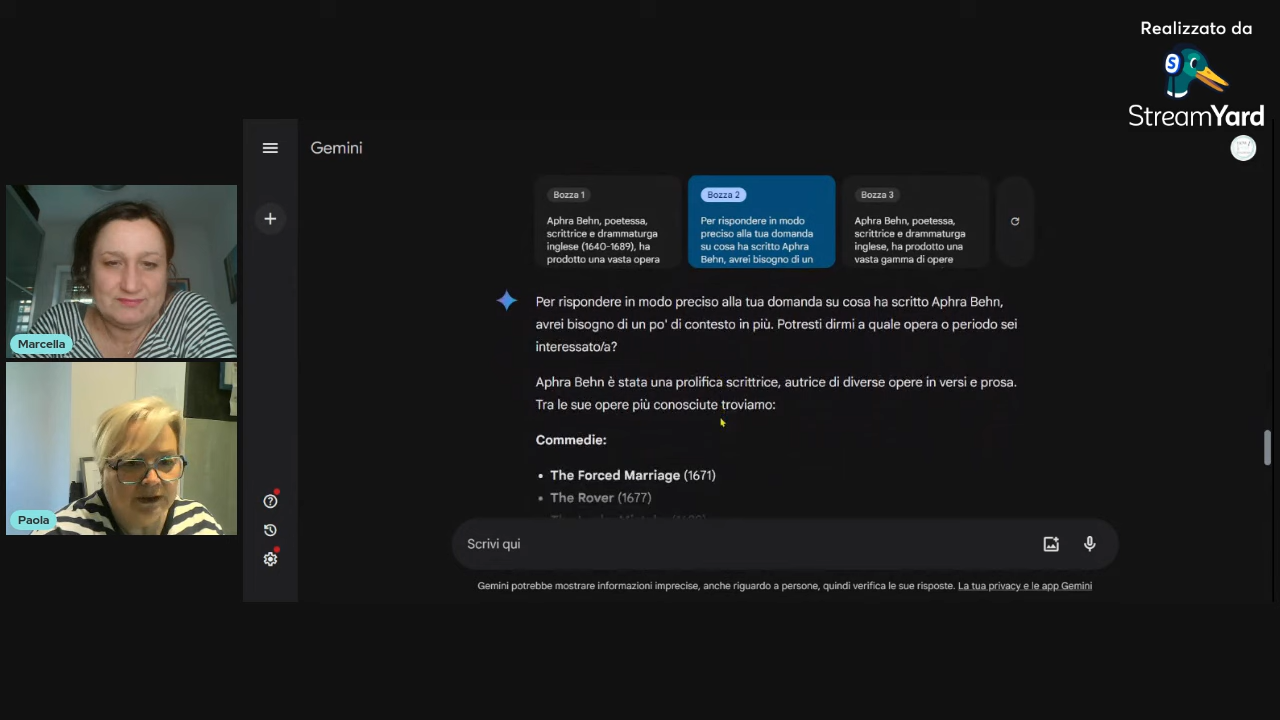 Realizzato da
StreamYard
Gemini
Bozza 1
Aphra Behn, poetessa,
scrittrice e drammaturga
inglese (1640-1689), ha
prodotto una vasta opera
Bozza 2
Per rispondere in modo
preciso alla tua domanda
su cosa ha scritto Aphra
Behn, avrei bisogno di un
Bozza 3
Aphra Behn, poetessa,
scrittrice e drammaturga
inglese, ha prodotto una
vasta gamma di opere
Per rispondere in modo preciso alla tua domanda su cosa ha scritto Aphra Behn,
avrei bisogno di un po' di contesto in più. Potresti dirmi a quale opera o periodo sei
interessato/a?
Aphra Behn è stata una prolifica scrittrice, autrice di diverse opere in versi e prosa.
Tra le sue opere più conosciute troviamo:
Commedie:
• The Forced Marriage (1671)
• The Rover (1677)
Scrivi qui
Gemini potrebbe mostrare informazioni imprecise, anche riguardo a persone, quindi verifica le sue risposte. La tua privacy e le app Gemini
Marcella
Paola